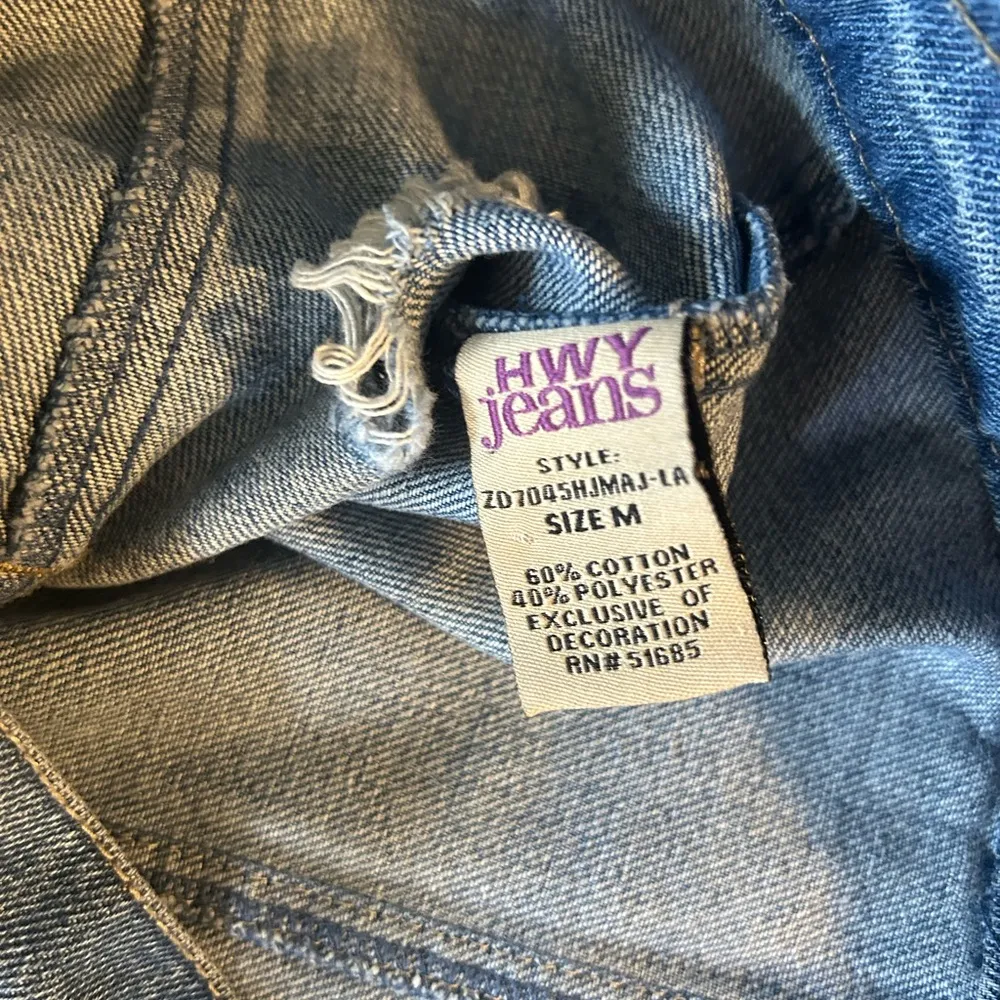 HWY
jeans
STYLE:
ZD7045HJMAJ-LA
SIZE M
60% COTTON
40% POLYESTER
EXCLUSIVE OF
DECORATION
RN# 51685